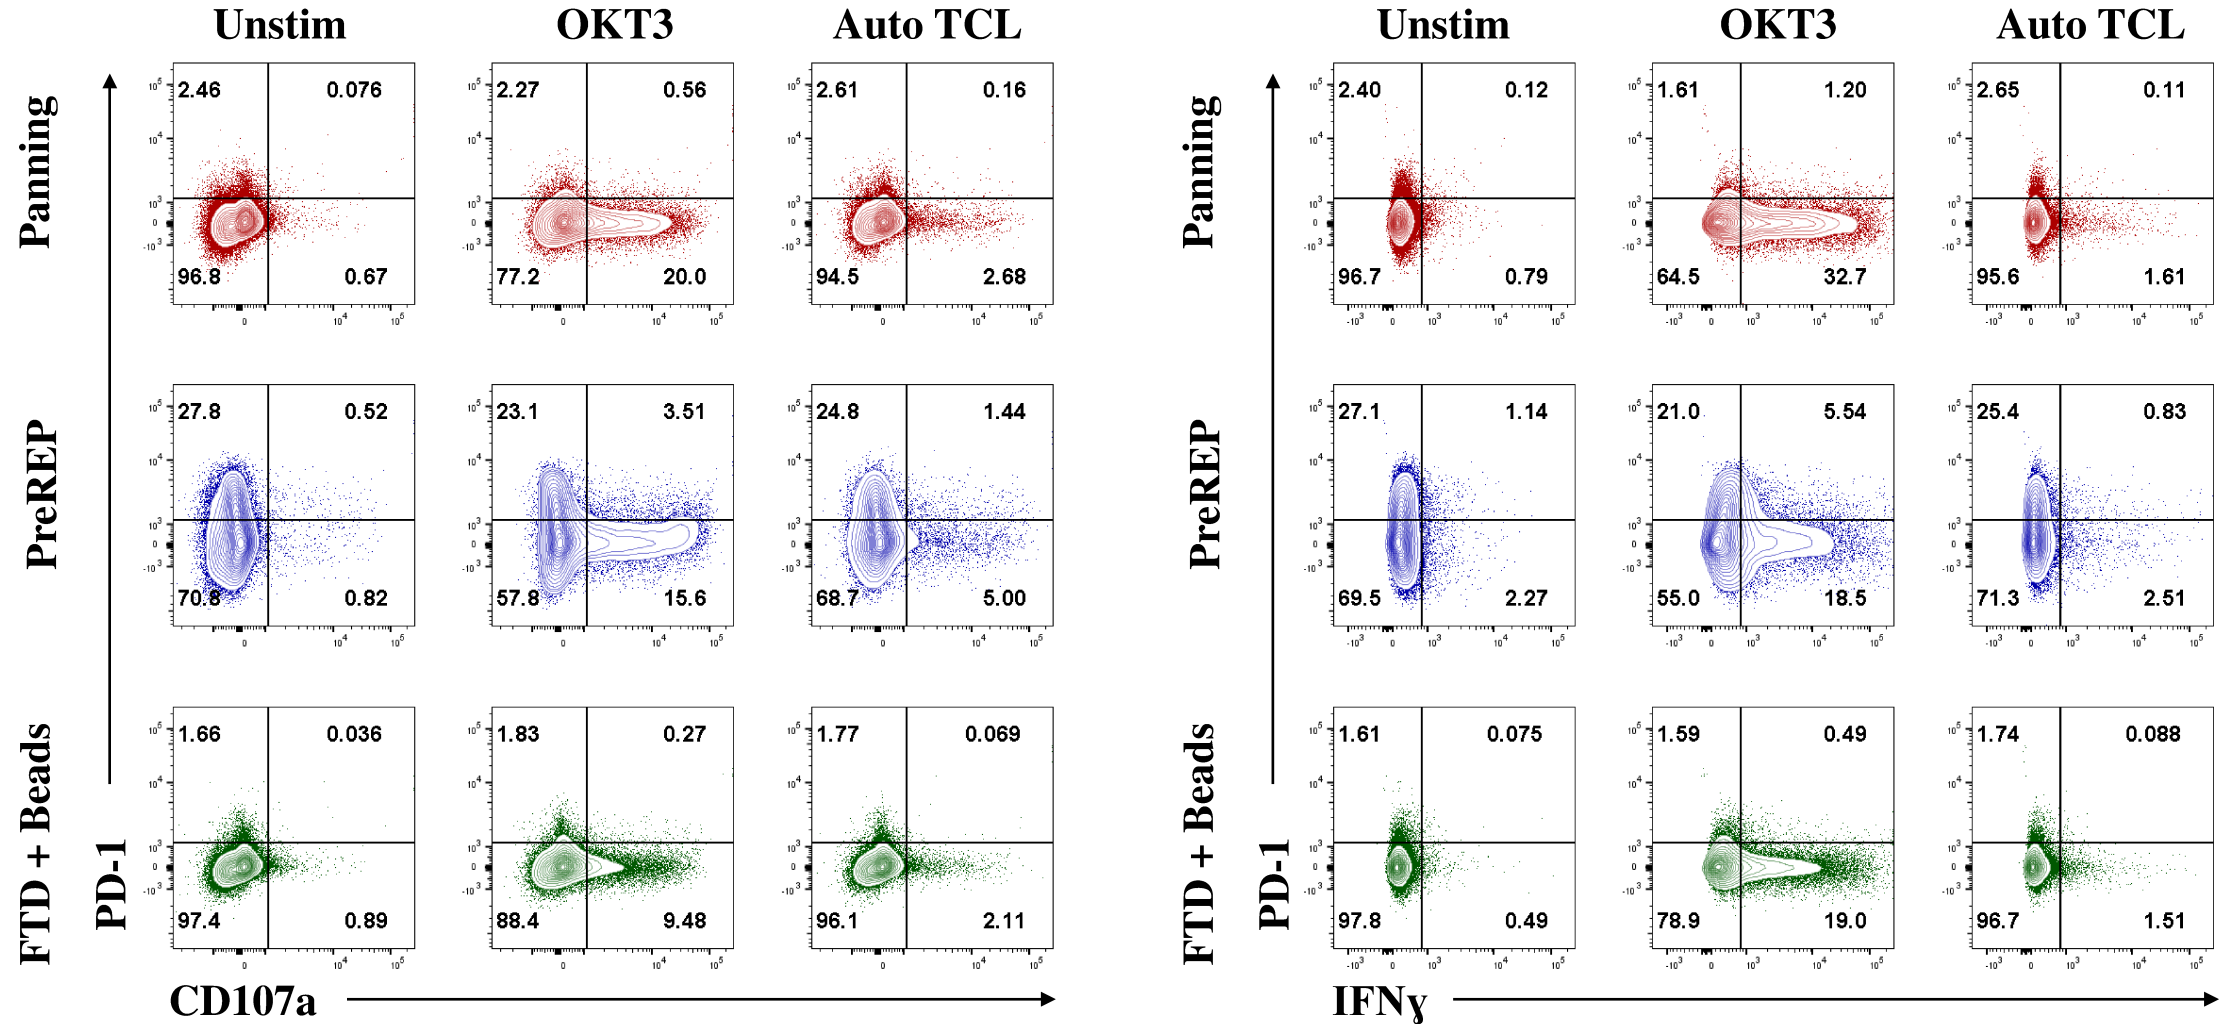 Unstim OKT3 Auto TCL Unstim OKT3 Auto TCL
Panning
2.46 0.076 2.27 0.56 2.61 0.16
96.8 0.67 77.2 20.0 94.5 2.68
Panning
2.40 0.12 1.61 1.20 2.65 0.11
96.7 0.79 64.5 32.7 95.6 1.61
PreREP
27.8 0.52 23.1 3.51 24.8 1.44
70.8 0.82 57.8 15.6 68.7 5.00
PreREP
27.1 1.14 21.0 5.54 25.4 0.83
69.5 2.27 55.0 18.5 71.3 2.51
FTD + Beads
1.66 0.036 1.83 0.27 1.77 0.069
97.4 0.89 88.4 9.48 96.1 2.11
FTD + Beads
1.61 0.075 1.59 0.49 1.74 0.088
97.8 0.49 78.9 19.0 96.7 1.51
PD-1
PD-1
CD107a
IFNɣ